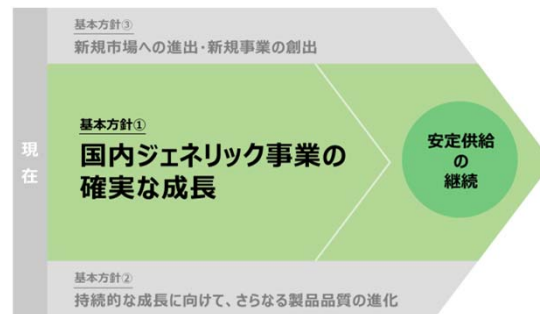 基本方針③
新規市場への進出・新規事業の創出
現
在
基本方針①
国内ジェネリック事業の
確実な成長
安定供給
の
継続
基本方針②
持続的な成長に向けて、さらなる製品品質の進化